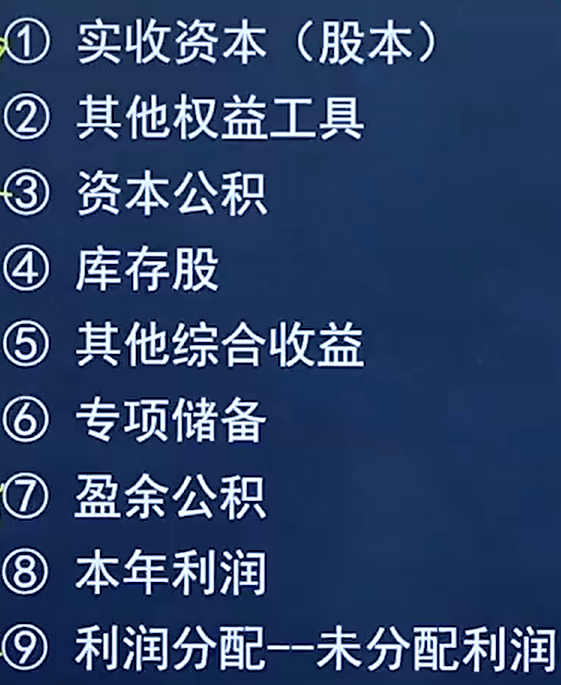 ① 实收资本（股本）
② 其他权益工具
③ 资本公积
④ 库存股
⑤ 其他综合收益
⑥ 专项储备
⑦ 盈余公积
⑧ 本年利润
⑨ 利润分配--未分配利润